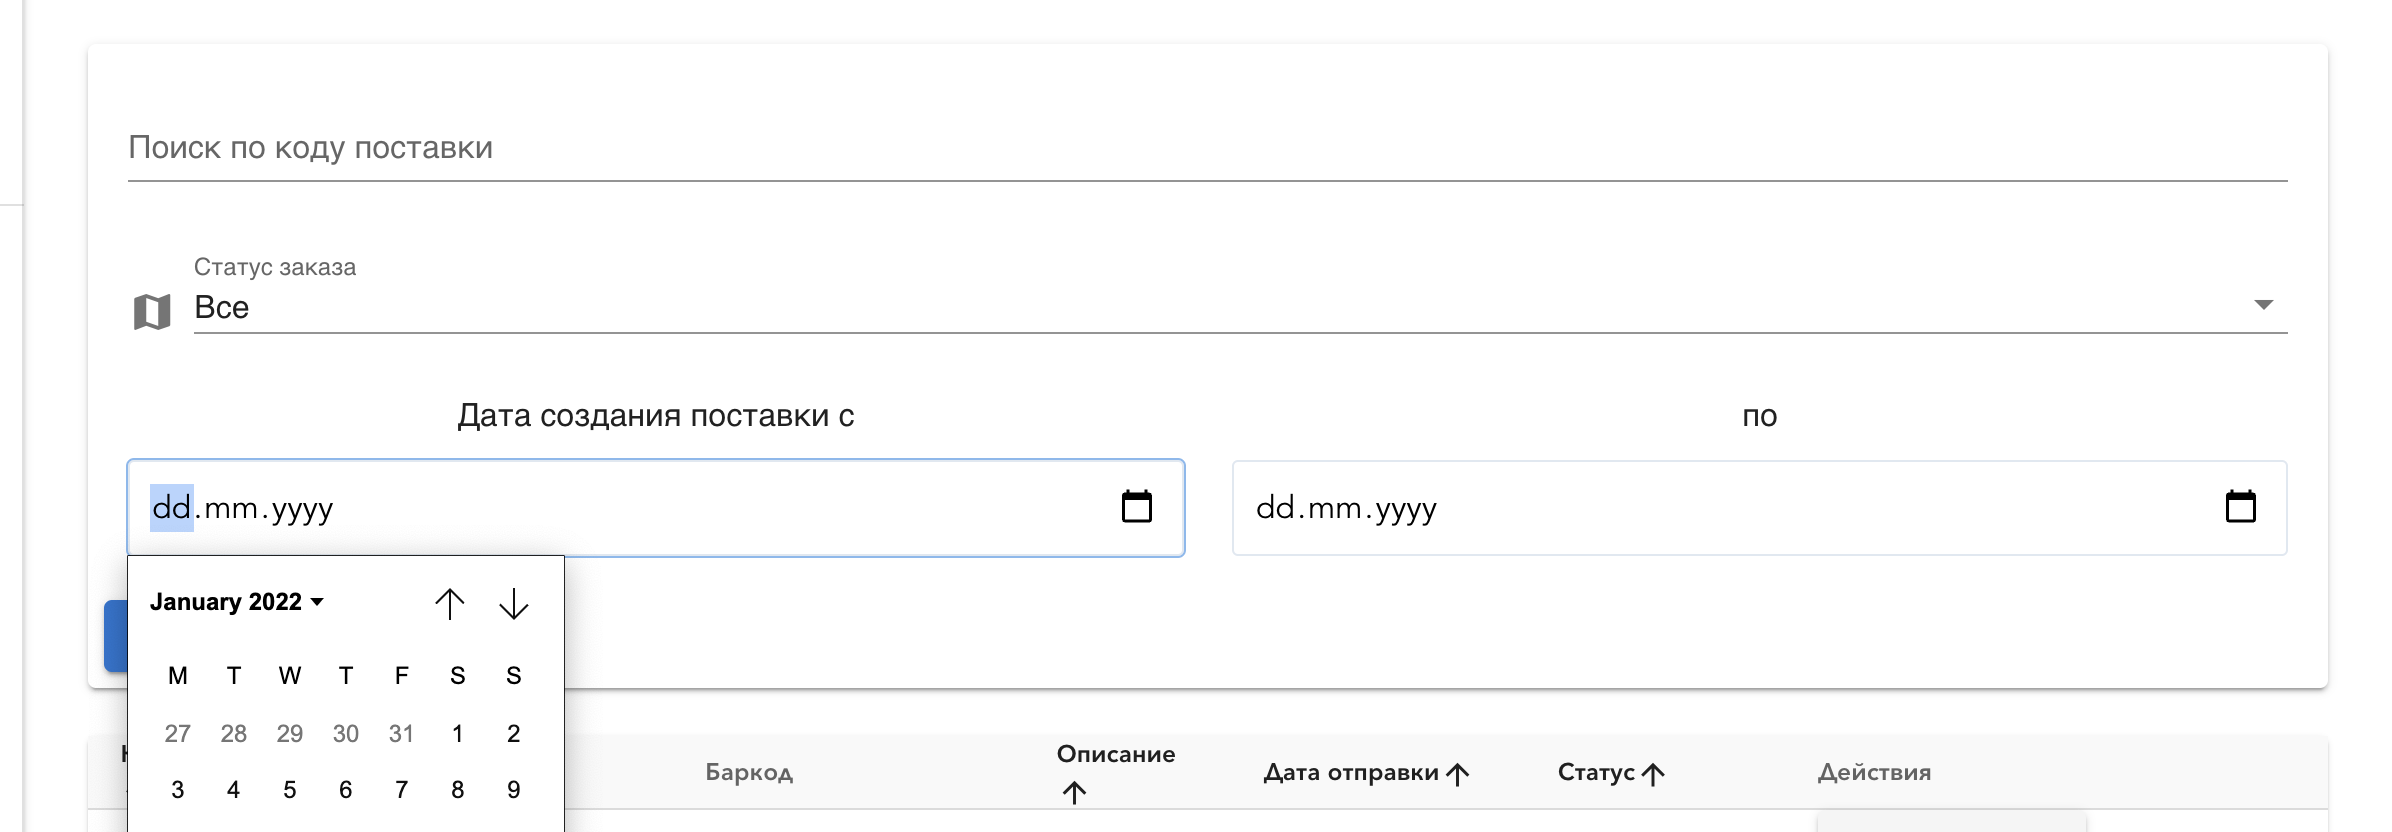 Поиск по коду поставки
Статус заказа
Все
Дата создания поставки с
по
dd.mm.yyyy
dd.mm.yyyy
January 2022
M T W T F S S
27 28 29 30 31 1 2
3 4 5 6 7 8 9
Баркод
Описание
Дата отправки
Статус
Действия